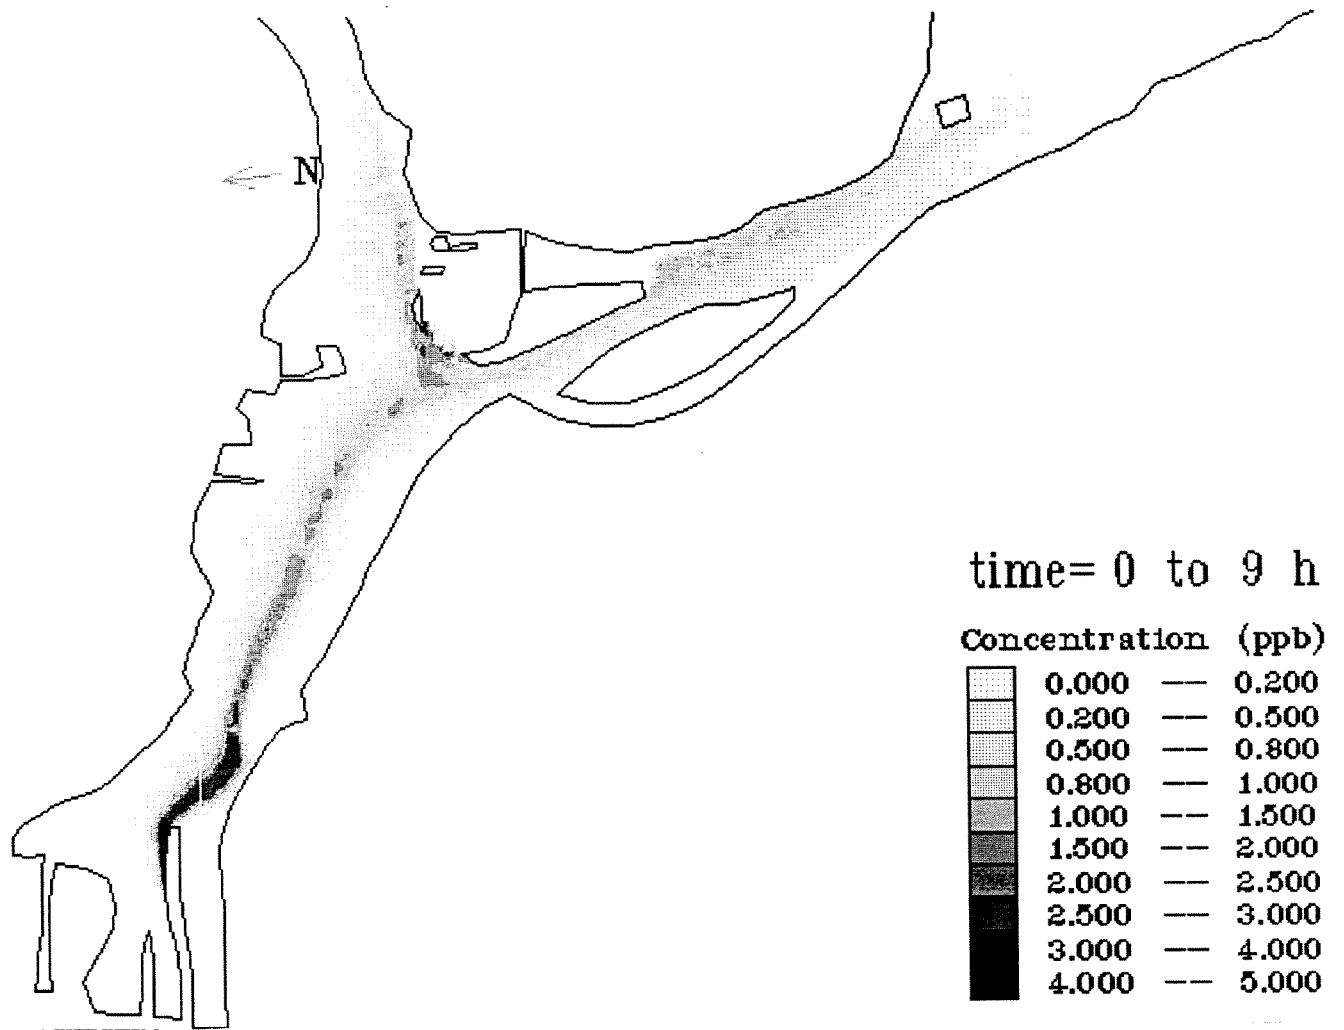 N
time= 0 to 9 h
Concentration (ppb)
0.000 -- 0.200
0.200 -- 0.500
0.500 -- 0.800
0.800 -- 1.000
1.000 -- 1.500
1.500 -- 2.000
2.000 -- 2.500
2.500 -- 3.000
3.000 -- 4.000
4.000 -- 5.000